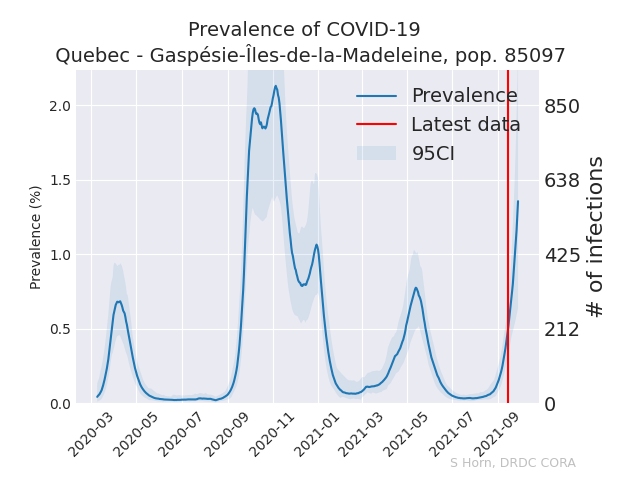 Prevalence of COVID-19
Quebec - Gaspésie-Îles-de-la-Madeleine, pop. 85097
Prevalence (%)
2.0
1.5
1.0
0.5
0.0
Prevalence
Latest data
95CI
850
638
425
212
0
# of infections
2020-03
2020-05
2020-07
2020-09
2020-11
2021-01
2021-03
2021-05
2021-07
2021-09
S Horn, DRDC CORA